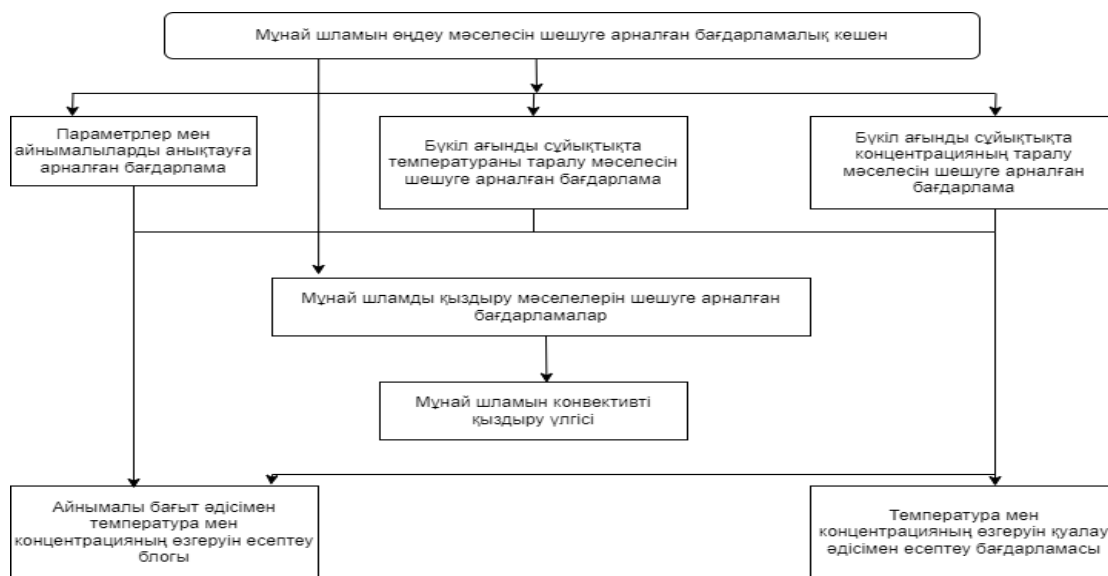 Мұнай шламын өңдеу мәселесін шешуге арналған бағдарламалық кешен
Параметрлер мен
айнымалыларды анықтауға
арналған бағдарлама
Бүкіл ағынды сұйықтықта
температураны таралу мәселесін
шешуге арналған бағдарлама
Бүкіл ағынды сұйықтықта
концентрацияның таралу
мәселесін шешуге арналған
бағдарлама
Мұнай шламды қыздыру мәселелерін шешуге арналған
бағдарламалар
Мұнай шламын конвективті
қыздыру үлгісі
Айнымалы бағыт әдісімен
температура мен
концентрацияның өзгеруін есептеу
блогы
Температура мен
концентрацияның өзгеруін қуалау
әдісімен есептеу бағдарламасы